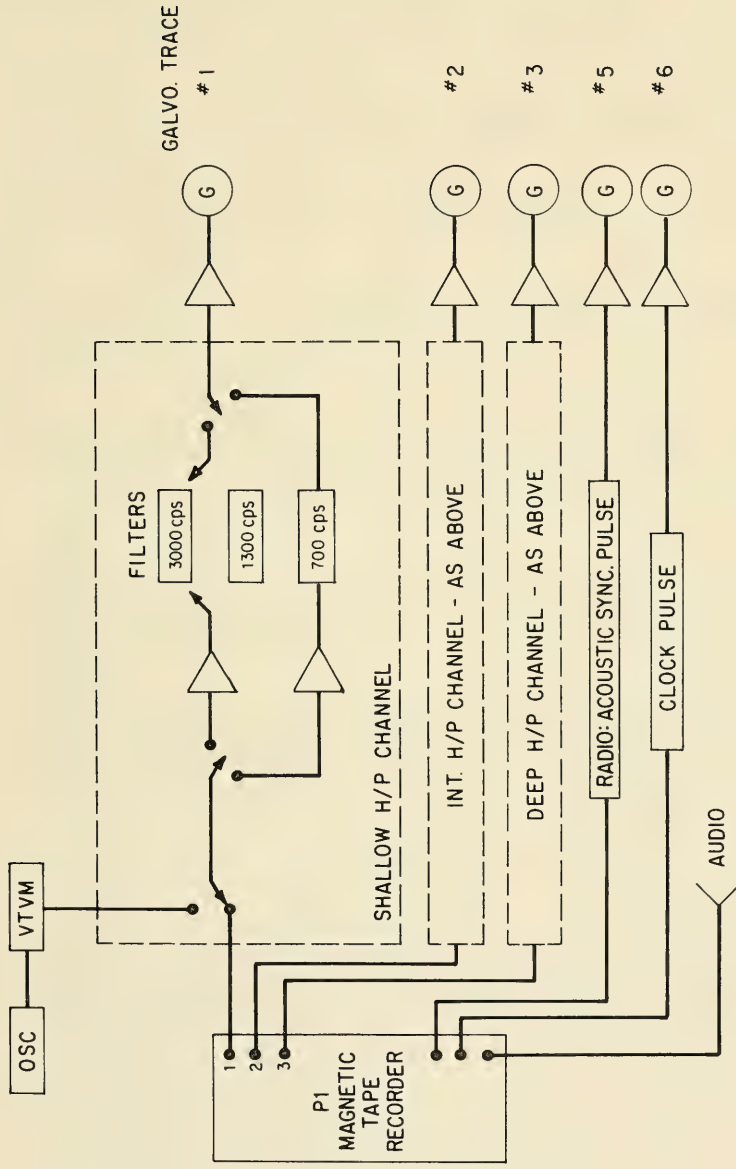 OSC
VTVM
GALVO. TRACE
#1
FILTERS
3000 cps
1300 cps
700 cps
G
SHALLOW H/P CHANNEL
P1
MAGNETIC
TAPE
RECORDER
1
2
3
INT. H/P CHANNEL - AS ABOVE
G
#2
DEEP H/P CHANNEL - AS ABOVE
G
#3
RADIO: ACOUSTIC SYNC. PULSE
G
#5
CLOCK PULSE
G
#6
AUDIO